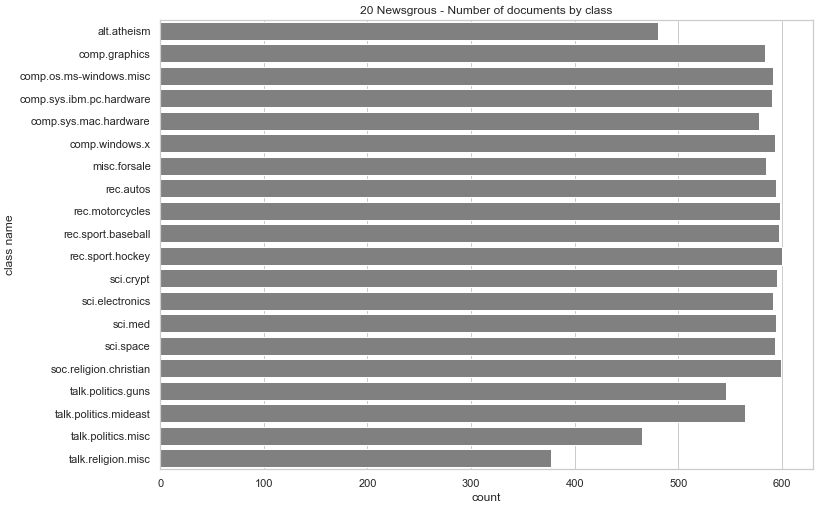 20 Newsgrous - Number of documents by class
alt.atheism
comp.graphics
comp.os.ms-windows.misc
comp.sys.ibm.pc.hardware
comp.sys.mac.hardware
comp.windows.x
misc.forsale
rec.autos
rec.motorcycles
rec.sport.baseball
rec.sport.hockey
sci.crypt
sci.electronics
sci.med
sci.space
soc.religion.christian
talk.politics.guns
talk.politics.mideast
talk.politics.misc
talk.religion.misc
class name
0 100 200 300 400 500 600
count